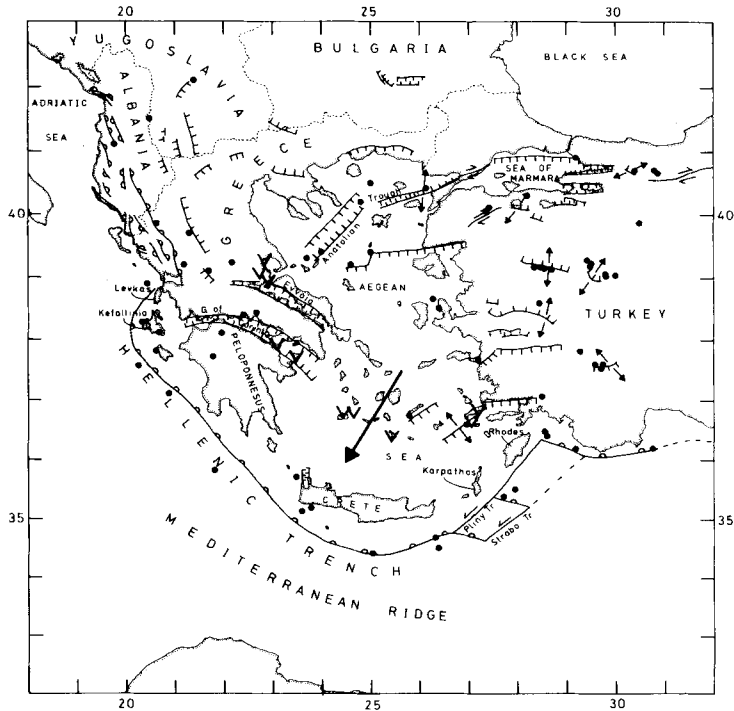 20 25 30
YUGOSLAVIA
BULGARIA
BLACK SEA
ADRIATIC
SEA
ALBANIA
GREECE
SEA OF
MARMARA
Trough
Anatolian
40 40
Levkas
Kefallinia
Evvoia
G. of
Corinth
AEGEAN
TURKEY
PELOPONNESUS
SEA
Rhodes
Karpathos
CRETE
Pliny Tr
Strabo Tr
35 35
HELLENIC TRENCH
MEDITERRANEAN RIDGE
20 25 30